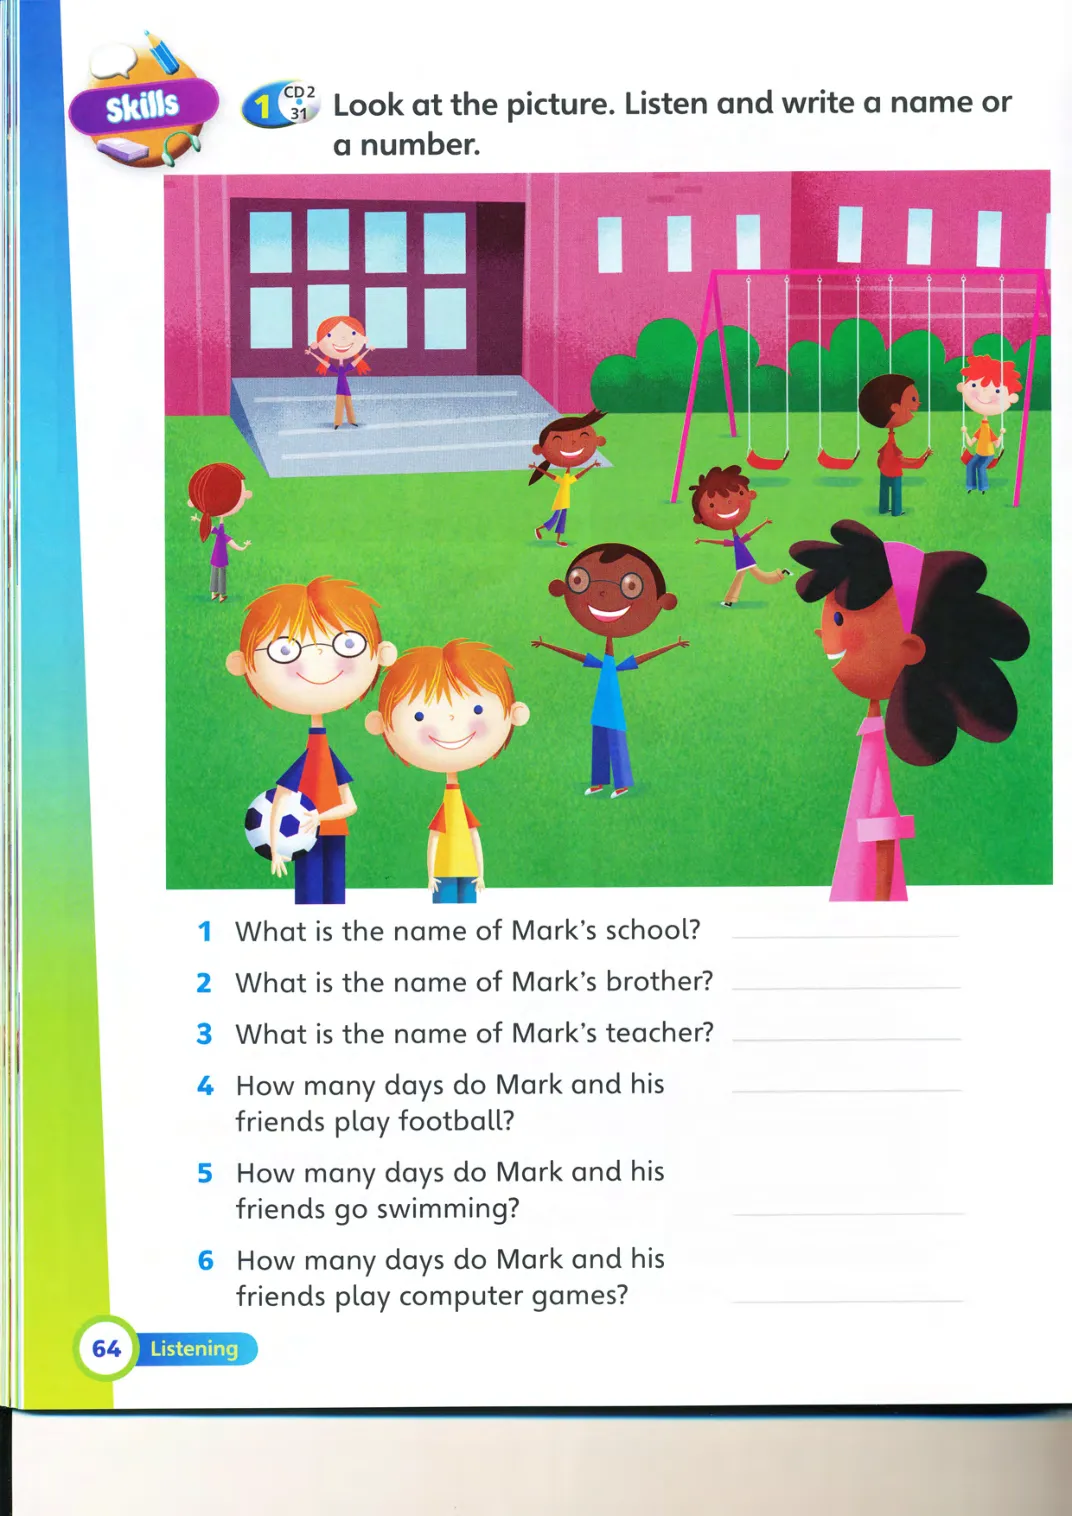 Skills
1 CD 2 31 Look at the picture. Listen and write a name or
a number.
1 What is the name of Mark's school?
2 What is the name of Mark's brother?
3 What is the name of Mark's teacher?
4 How many days do Mark and his
friends play football?
5 How many days do Mark and his
friends go swimming?
6 How many days do Mark and his
friends play computer games?
64 Listening